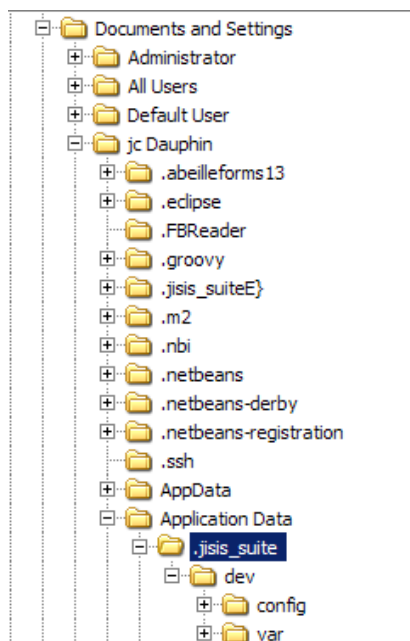 Documents and Settings
Administrator
All Users
Default User
jc Dauphin
.abeilleforms13
.eclipse
.FBReader
.groovy
.jisis_suiteE}
.m2
.nbi
.netbeans
.netbeans-derby
.netbeans-registration
.ssh
AppData
Application Data
.jisis_suite
dev
config
var